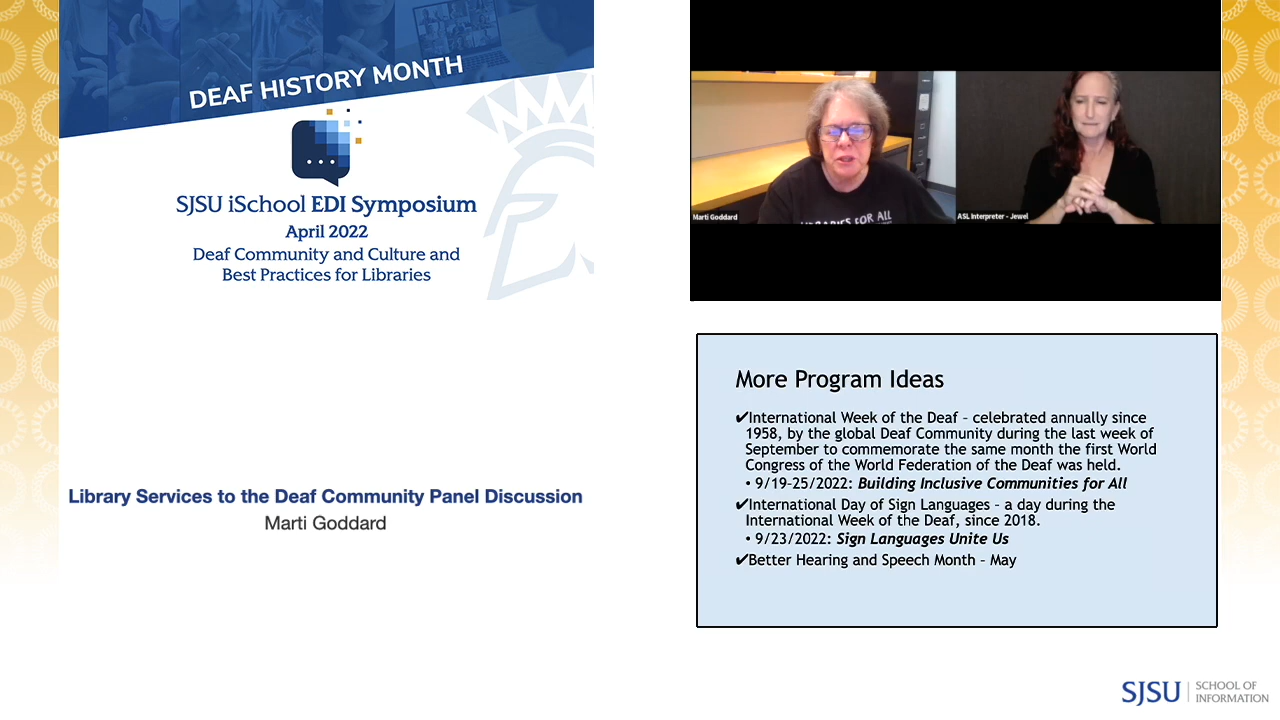 DEAF HISTORY MONTH
SJSU iSchool EDI Symposium
April 2022
Deaf Community and Culture and
Best Practices for Libraries
Library Services to the Deaf Community Panel Discussion
Marti Goddard
LIBRARIES FOR ALL
Marti Goddard
ASL Interpreter - Jewel
More Program Ideas
✔International Week of the Deaf – celebrated annually since
1958, by the global Deaf Community during the last week of
September to commemorate the same month the first World
Congress of the World Federation of the Deaf was held.
• 9/19–25/2022: Building Inclusive Communities for All
✔International Day of Sign Languages – a day during the
International Week of the Deaf, since 2018.
• 9/23/2022: Sign Languages Unite Us
✔Better Hearing and Speech Month – May
SJSU | SCHOOL OF
INFORMATION